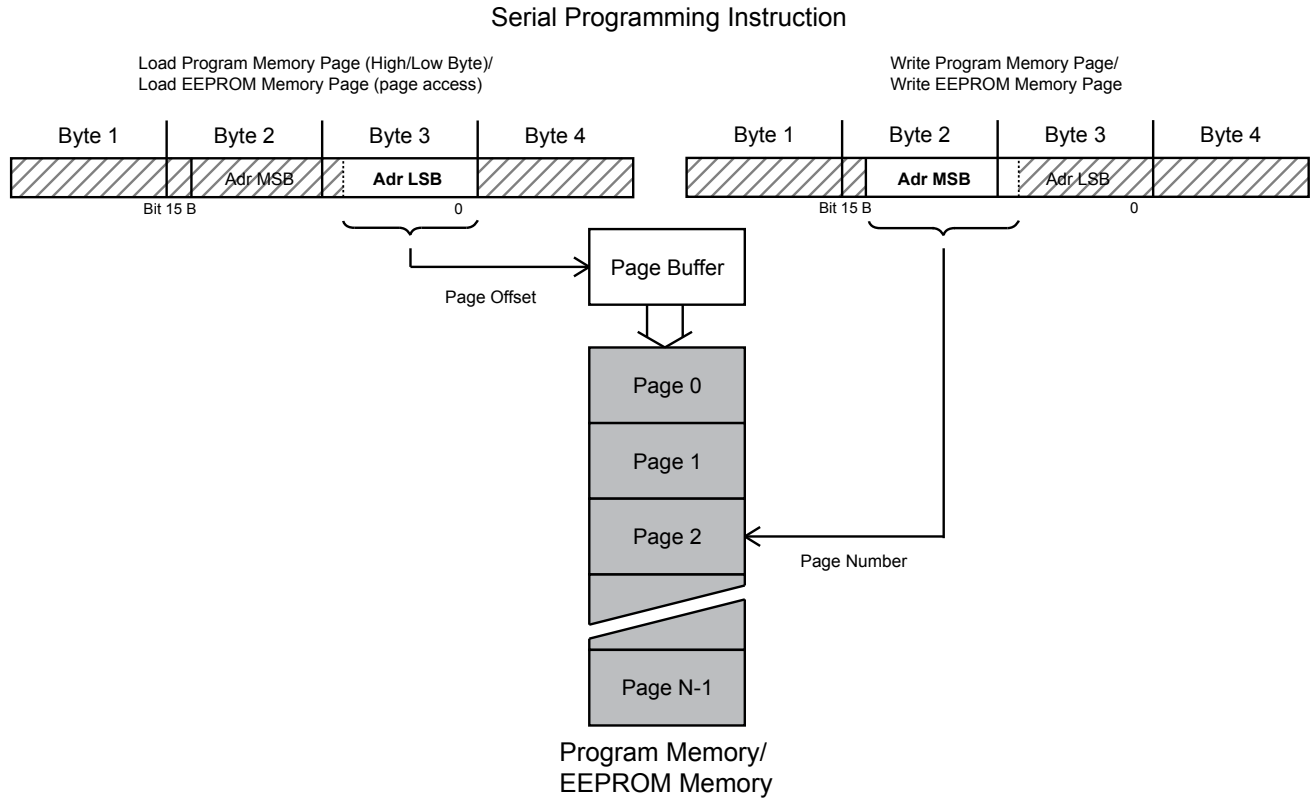 Serial Programming Instruction
Load Program Memory Page (High/Low Byte)/
Load EEPROM Memory Page (page access)
Write Program Memory Page/
Write EEPROM Memory Page
Byte 1 Byte 2 Byte 3 Byte 4
Byte 1 Byte 2 Byte 3 Byte 4
Adr MSB Adr LSB
Adr MSB Adr LSB
Bit 15 B 0
Bit 15 B 0
Page Buffer
Page Offset
Page 0
Page 1
Page 2
Page Number
Page N-1
Program Memory/
EEPROM Memory